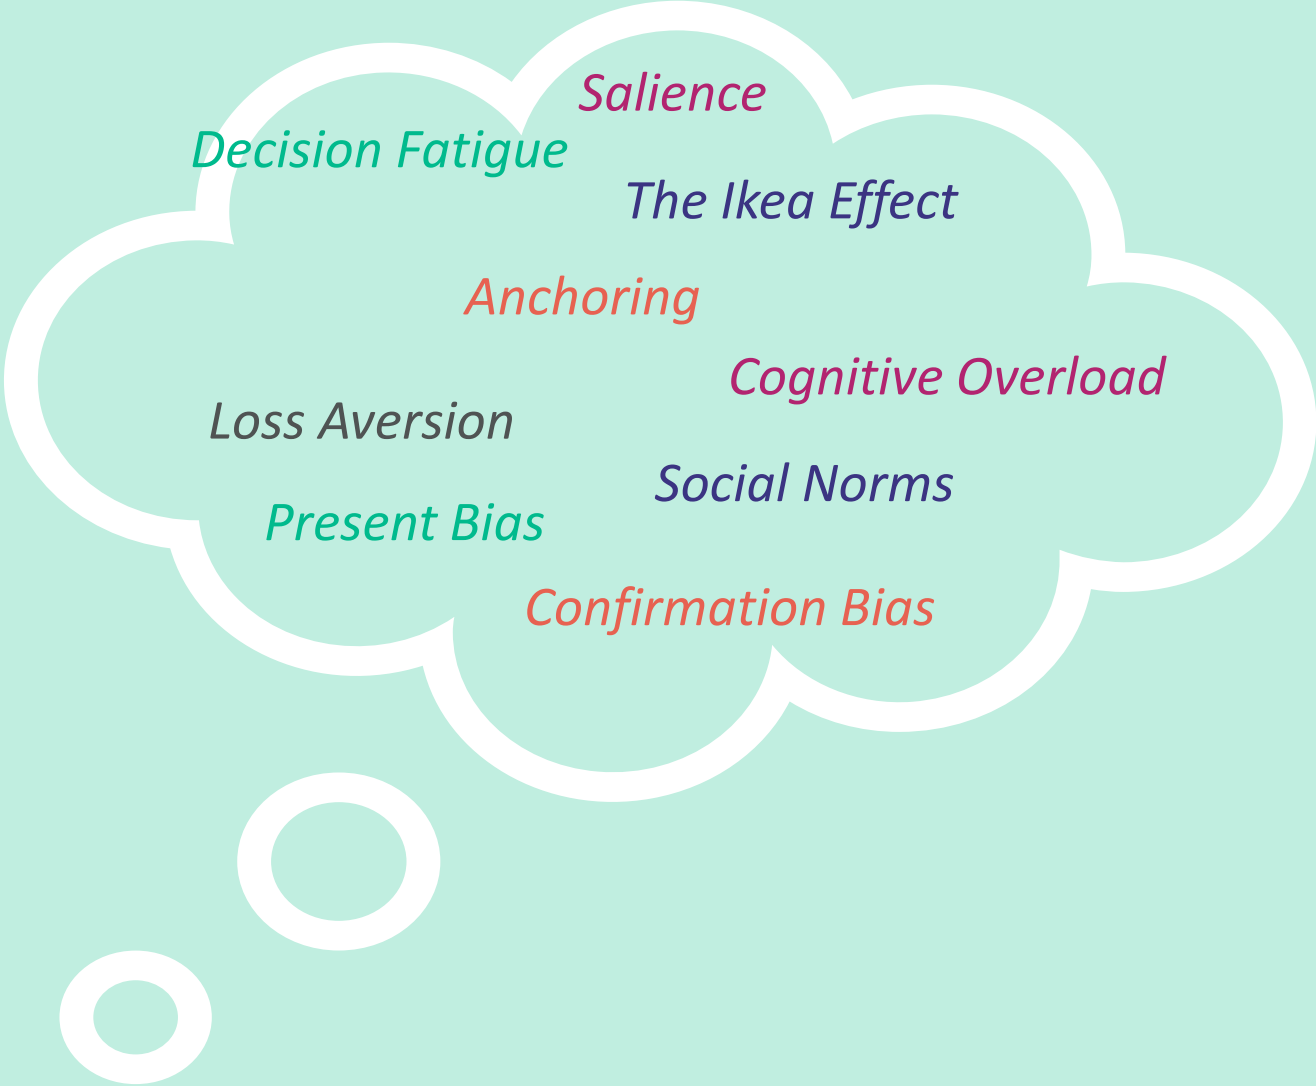 Salience
Decision Fatigue
The Ikea Effect
Anchoring
Cognitive Overload
Loss Aversion
Social Norms
Present Bias
Confirmation Bias